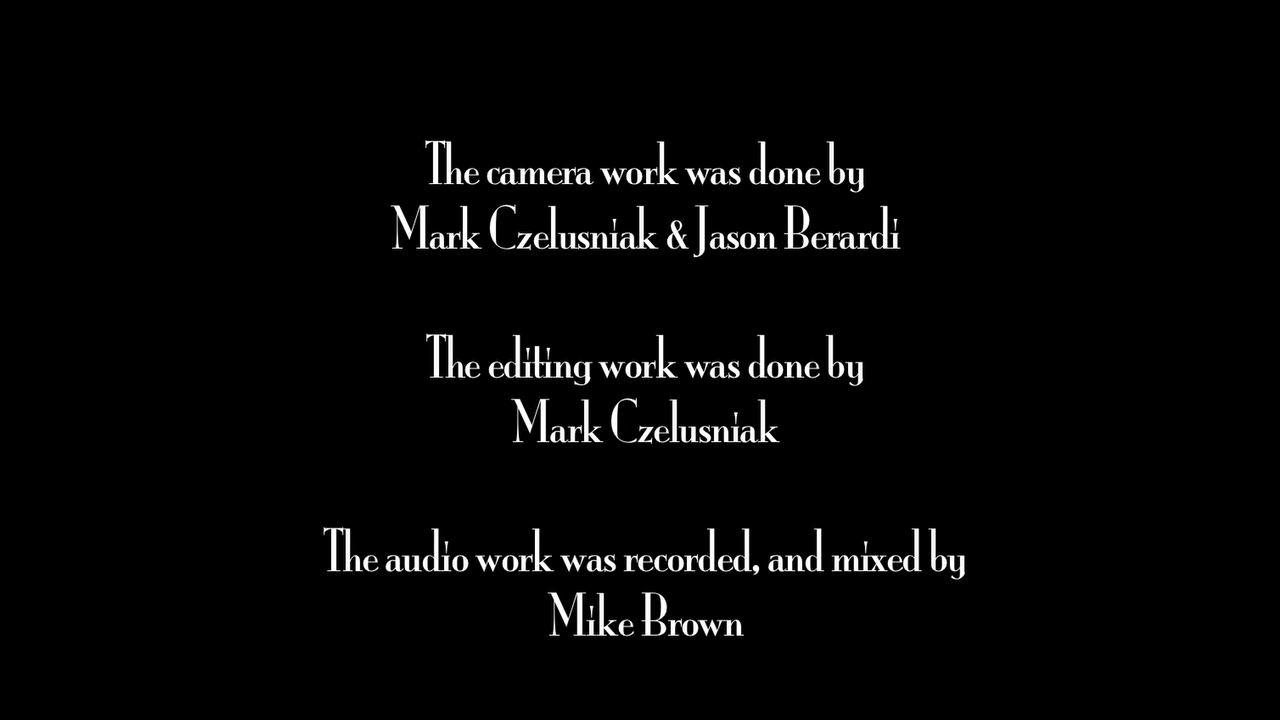 The camera work was done by
Mark Czelusniak & Jason Berardi
The editing work was done by
Mark Czelusniak
The audio work was recorded, and mixed by
Mike Brown